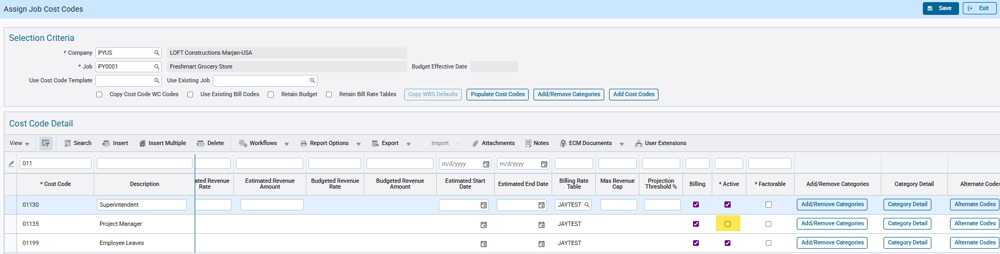 Assign Job Cost Codes
Save
Exit
Selection Criteria
* Company PYUS LOFT Constructions Marjan-USA
* Job PY0001 Freshmart Grocery Store Budget Effective Date
Use Cost Code Template Use Existing Job
Copy Cost Code WC Codes Use Existing Bill Codes Retain Budget Retain Bill Rate Tables Copy WBS Defaults Populate Cost Codes Add/Remove Categories Add Cost Codes
Cost Code Detail
View Search Insert Insert Multiple Delete Workflows Report Options Export Import Attachments Notes ECM Documents User Extensions
011 m/d/yyyy m/d/yyyy
* Cost Code Description ated Revenue Rate Estimated Revenue Amount Budgeted Revenue Rate Budgeted Revenue Amount Estimated Start Date Estimated End Date Billing Rate Table Max Revenue Cap Projection Threshold % Billing * Active * Factorable Add/Remove Categories Category Detail Alternate Codes
01130 Superintendent JAYTEST Add/Remove Categories Category Detail Alternate Codes
01135 Project Manager JAYTEST Add/Remove Categories Category Detail Alternate Codes
01199 Employee Leaves JAYTEST Add/Remove Categories Category Detail Alternate Codes